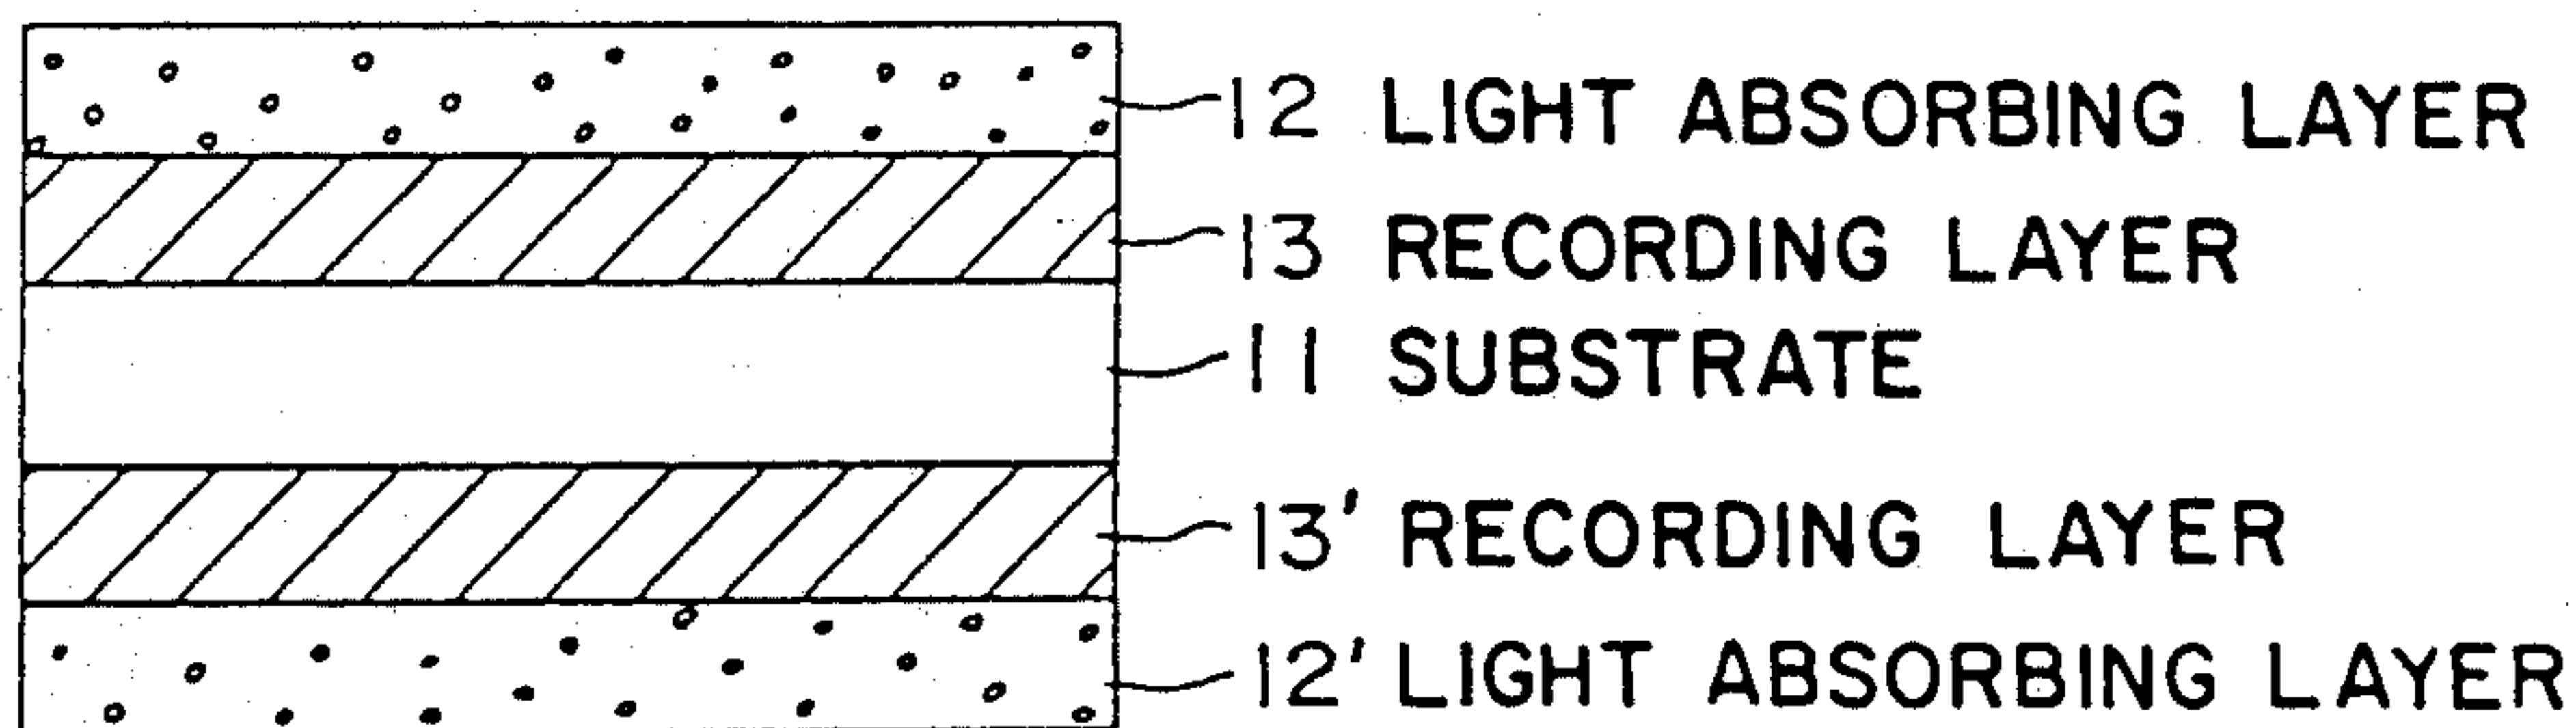 12 LIGHT ABSORBING LAYER
13 RECORDING LAYER
11 SUBSTRATE
13' RECORDING LAYER
12' LIGHT ABSORBING LAYER